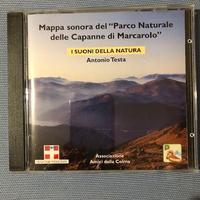 Mappa sonora del "Parco Naturale
delle Capanne di Marcarolo"
I SUONI DELLA NATURA
Antonio Testa
Associazione
Amici della Colma